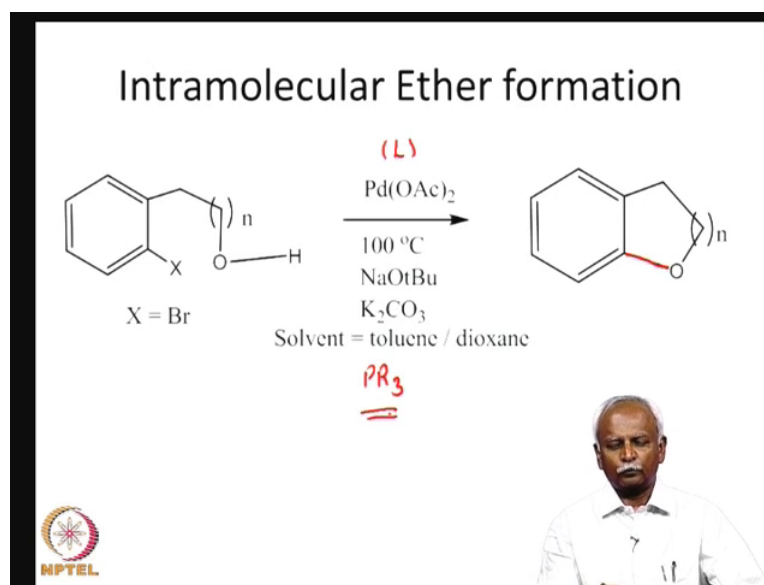 Intramolecular Ether formation
(L)
Pd(OAc)₂
100 °C
NaOtBu
K₂CO₃
Solvent = toluene / dioxane
PR₃
( ) n
X
O—H
X = Br
( ) n
O
NPTEL